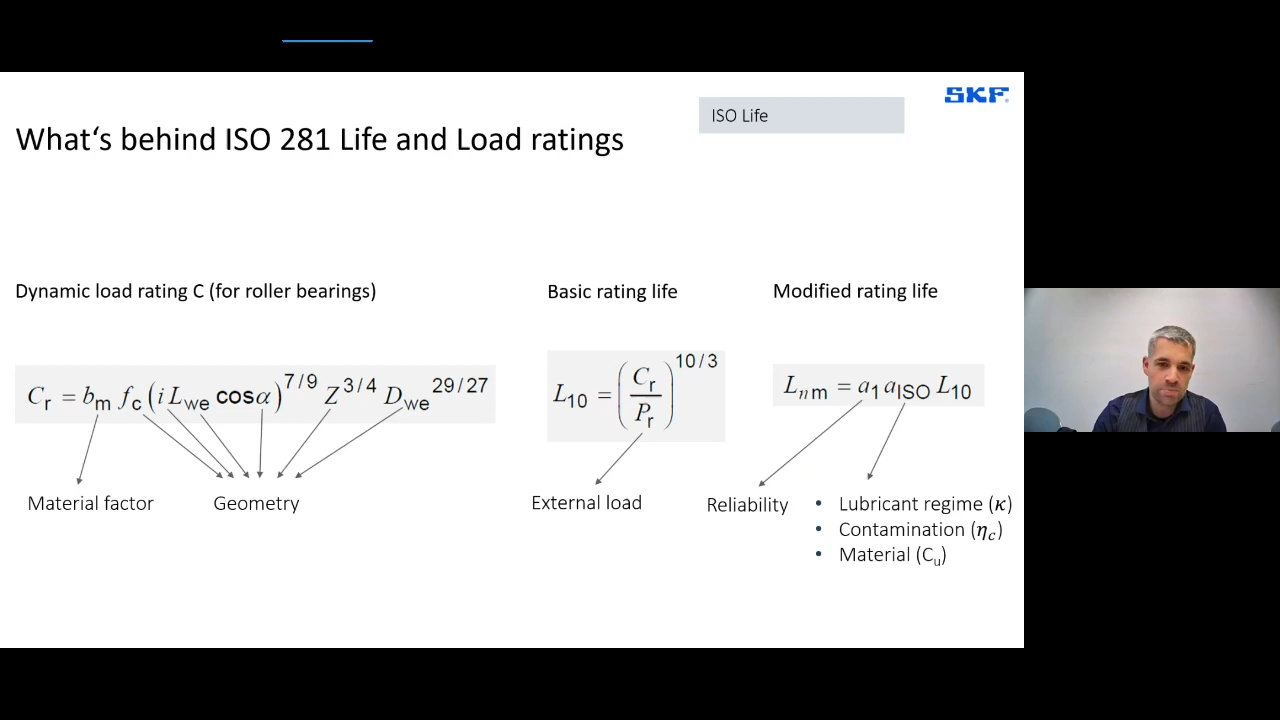 SKF
ISO Life
What‘s behind ISO 281 Life and Load ratings
Dynamic load rating C (for roller bearings)
Basic rating life
Modified rating life
C_r = b_m f_c (i L_we cosα)^7/9 Z^3/4 D_we^29/27
L_10 = (C_r / P_r)^10/3
L_nm = a_1 a_ISO L_10
Material factor
Geometry
External load
Reliability
• Lubricant regime (κ)
• Contamination (η_c)
• Material (C_u)